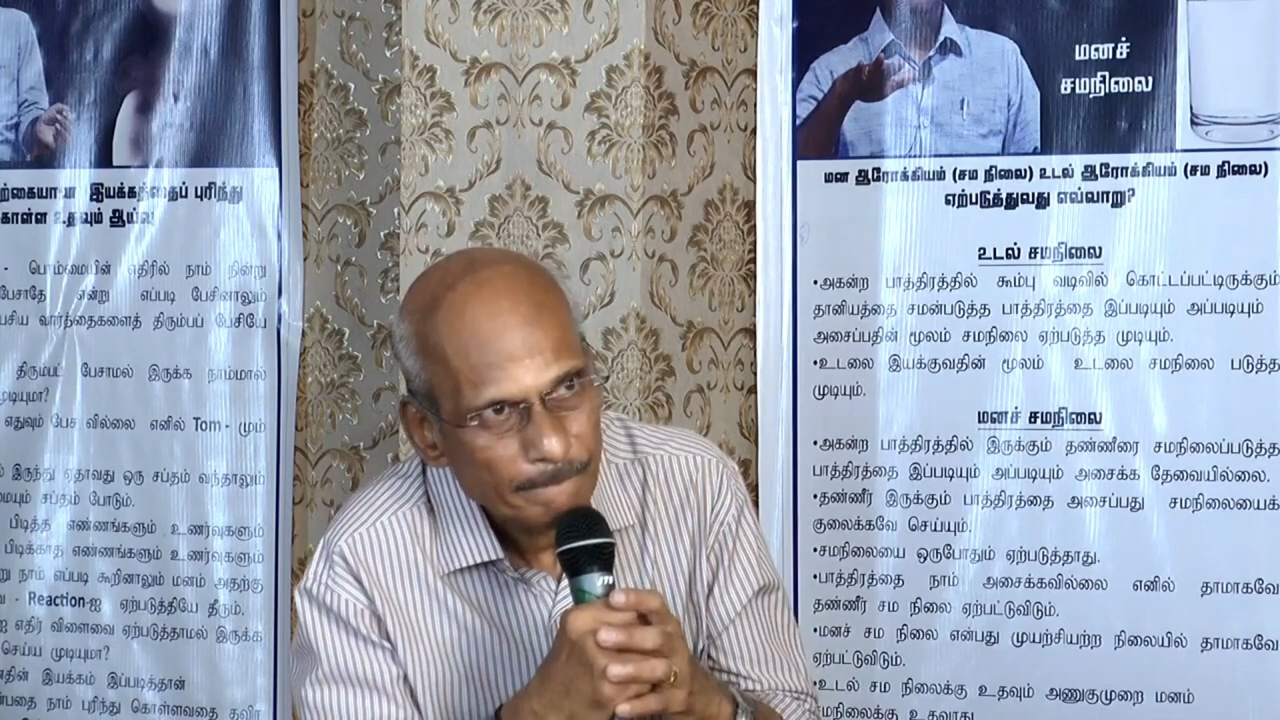 இயக்கத்தைப் புரிந்து
கொள்ள உதவும் ஆய்வு
- பொம்மையின் எதிரில் நாம் நின்று
பேசாதே என்று எப்படி பேசினாலும்
பேசிய வார்த்தைகளைத் திரும்பப் பேசியே
திரும்பப் பேசாமல் இருக்க நாம்மால்
முடியுமா?
எதுவும் பேச வில்லை எனில் Tom - மும்
இருந்து ஏதாவது ஒரு சப்தம் வந்தாலும்
சப்தம் போடும்.
பிடித்த எண்ணங்களும் உணர்வுகளும்
பிடிக்காத எண்ணங்களும் உணர்வுகளும்
நாம் எப்படி கூறினாலும் மனம் அதற்கு
- Reaction-ஐ ஏற்படுத்தியே தீரும்.
எதிர் விளைவை ஏற்படுத்தாமல் இருக்க
செய்ய முடியுமா?
இயக்கம் இப்படித்தான்
நாம் புரிந்து கொள்வதை தவிர
மனச்
சமநிலை
மன ஆரோக்கியம் (சம நிலை) உடல் ஆரோக்கியம் (சம நிலை)
ஏற்படுத்துவது எவ்வாறு?
உடல் சமநிலை
•அகன்ற பாத்திரத்தில் கூம்பு வடிவில் கொட்டப்பட்டிருக்கும்
தானியத்தை சமன்படுத்த பாத்திரத்தை இப்படியும் அப்படியும்
அசைப்பதின் மூலம் சமநிலை ஏற்படுத்த முடியும்.
•உடலை இயக்குவதின் மூலம் உடலை சமநிலை படுத்த
முடியும்.
மனச் சமநிலை
•அகன்ற பாத்திரத்தில் இருக்கும் தண்ணீரை சமநிலைப்படுத்த
பாத்திரத்தை இப்படியும் அப்படியும் அசைக்க தேவையில்லை.
•தண்ணீர் இருக்கும் பாத்திரத்தை அசைப்பது சமநிலையைக்
குலைக்கவே செய்யும்.
•சமநிலையை ஒருபோதும் ஏற்படுத்தாது.
•பாத்திரத்தை நாம் அசைக்கவில்லை எனில் தாமாகவே
தண்ணீர் சம நிலை ஏற்பட்டுவிடும்.
•மனச் சம நிலை என்பது முயற்சியற்ற நிலையில் தாமாகவே
ஏற்பட்டுவிடும்.
•உடல் சம நிலைக்கு உதவும் அணுகுமுறை மனம்
சமநிலைக்கு உதவாது